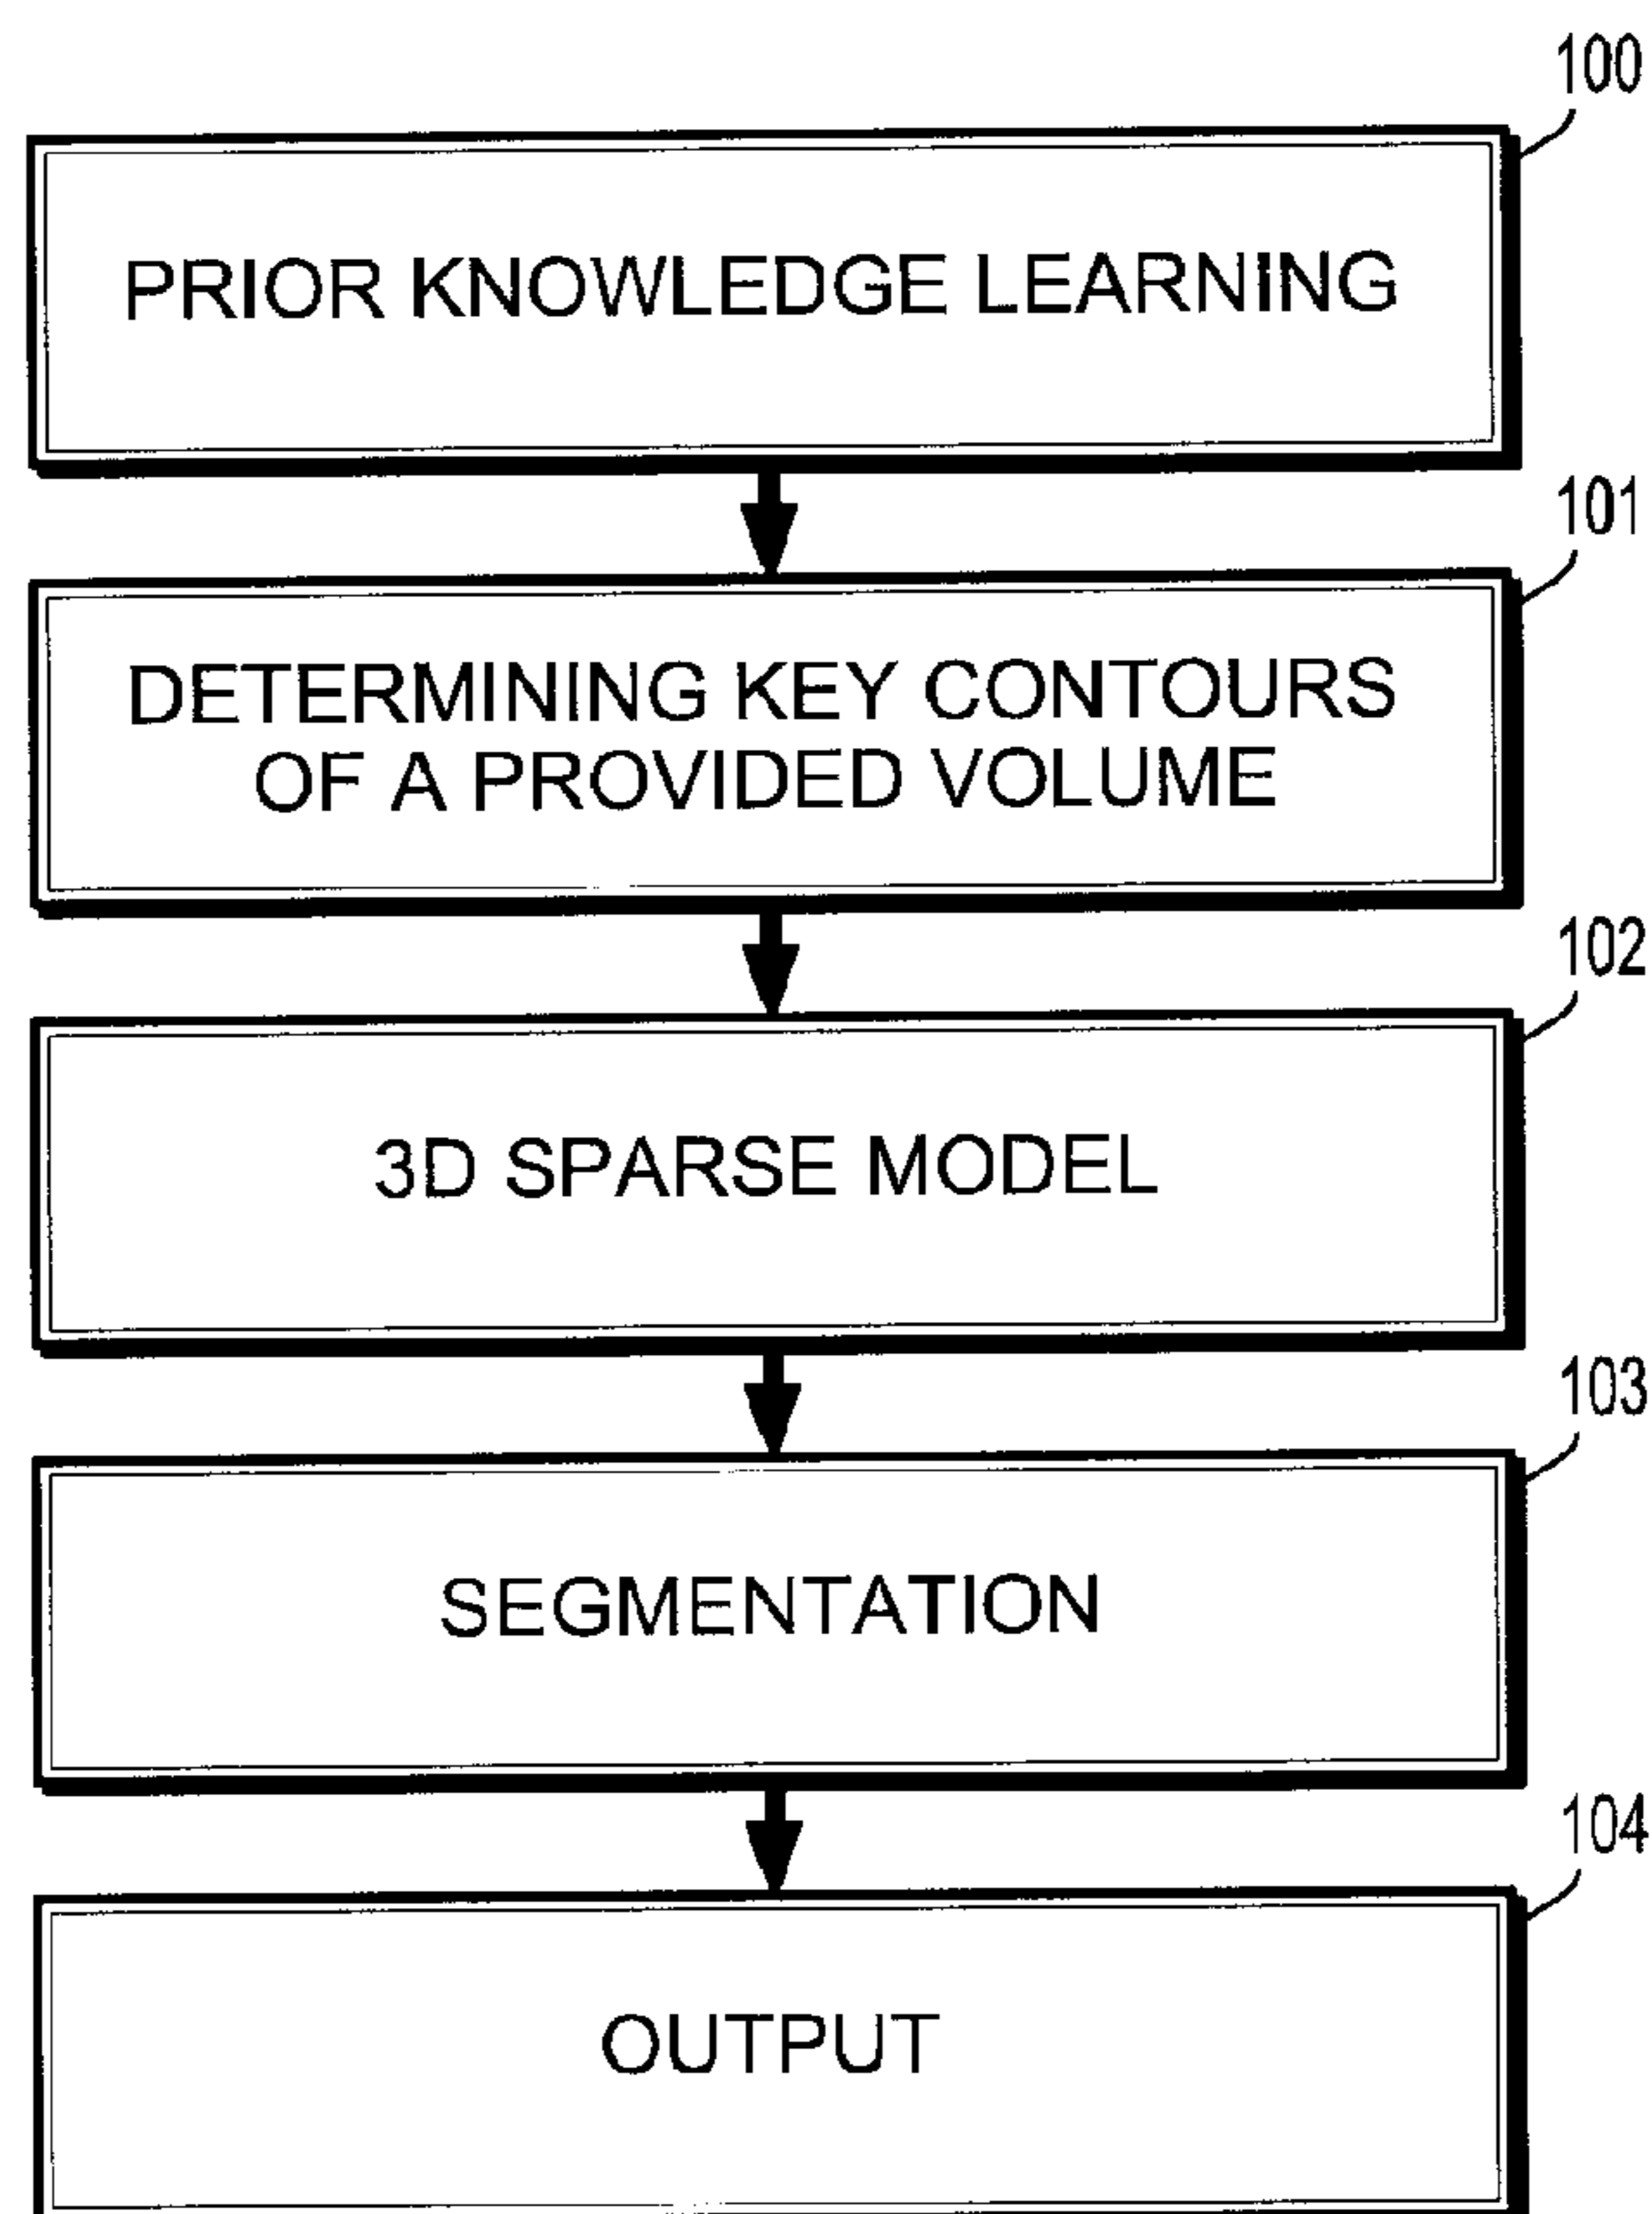 100
PRIOR KNOWLEDGE LEARNING
101
DETERMINING KEY CONTOURS
OF A PROVIDED VOLUME
102
3D SPARSE MODEL
103
SEGMENTATION
104
OUTPUT